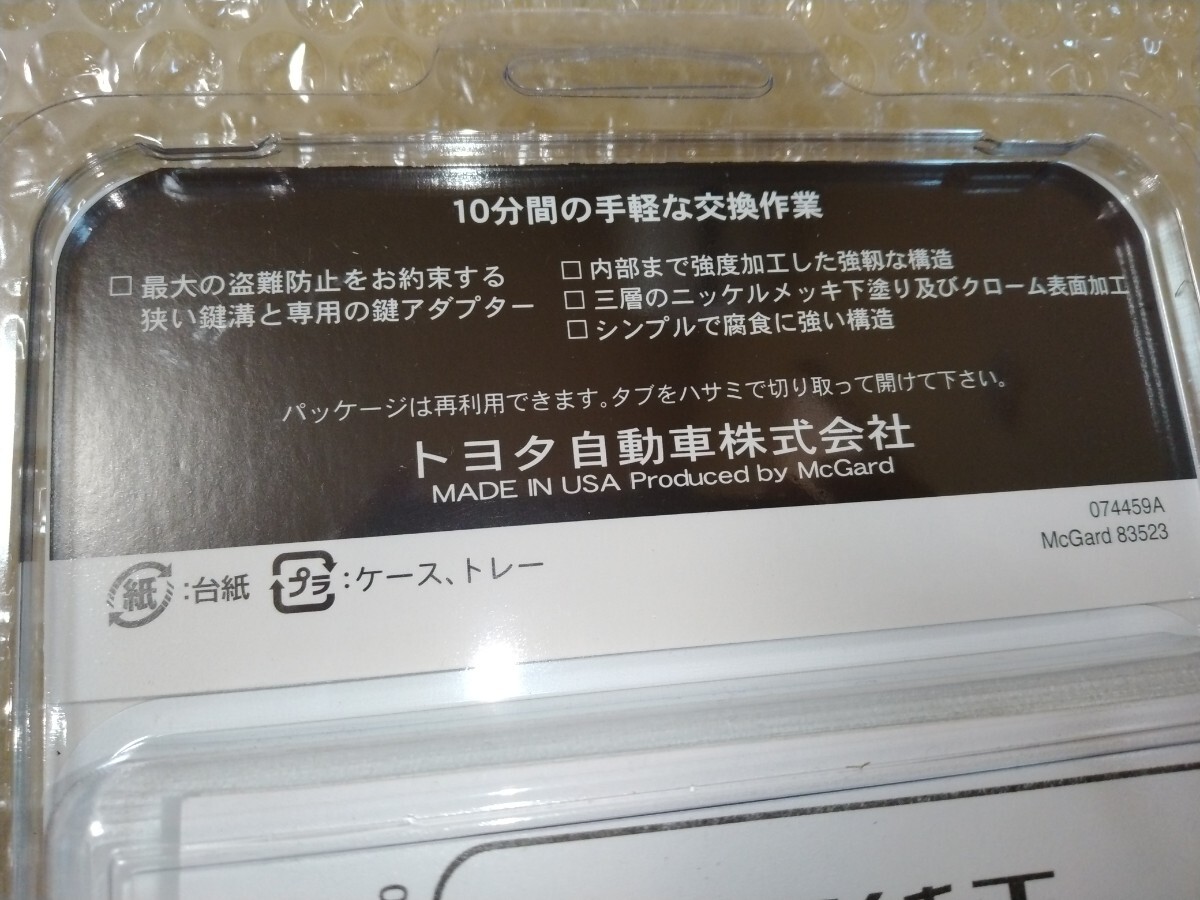 10分間の手軽な交換作業
□ 最大の盗難防止をお約束する
狭い鍵溝と専用の鍵アダプター
□ 内部まで強度加工した強靱な構造
□ 三層のニッケルメッキ下塗り及びクローム表面加工
□ シンプルで腐食に強い構造
パッケージは再利用できます。タブをハサミで切り取って開けて下さい。
トヨタ自動車株式会社
MADE IN USA Produced by McGard
074459A
McGard 83523
紙:台紙 プラ:ケース、トレー